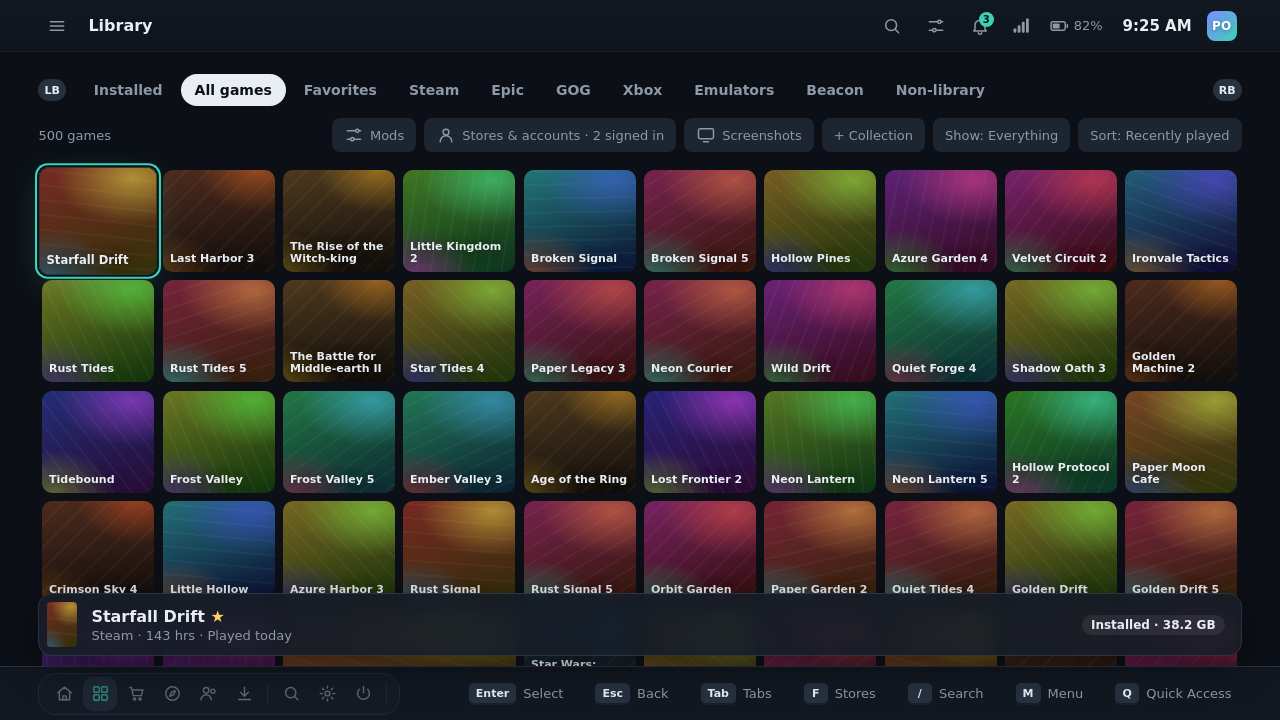 Library
3
82%
9:25 AM
PO
LB
Installed
All games
Favorites
Steam
Epic
GOG
Xbox
Emulators
Beacon
Non-library
RB
500 games
Mods
Stores & accounts · 2 signed in
Screenshots
+ Collection
Show: Everything
Sort: Recently played
Starfall Drift
Last Harbor 3
The Rise of the
Witch-king
Little Kingdom
2
Broken Signal
Broken Signal 5
Hollow Pines
Azure Garden 4
Velvet Circuit 2
Ironvale Tactics
Rust Tides
Rust Tides 5
The Battle for
Middle-earth II
Star Tides 4
Paper Legacy 3
Neon Courier
Wild Drift
Quiet Forge 4
Shadow Oath 3
Golden
Machine 2
Tidebound
Frost Valley
Frost Valley 5
Ember Valley 3
Age of the Ring
Lost Frontier 2
Neon Lantern
Neon Lantern 5
Hollow Protocol
2
Paper Moon
Cafe
Crimson Sky 4
Little Hollow
Azure Harbor 3
Rust Signal
Rust Signal 5
Orbit Garden
Paper Garden 2
Quiet Tides 4
Golden Drift
Golden Drift 5
Starfall Drift ★
Steam · 143 hrs · Played today
Installed · 38.2 GB
Star Wars:
Enter Select
Esc Back
Tab Tabs
F Stores
/ Search
M Menu
Q Quick Access